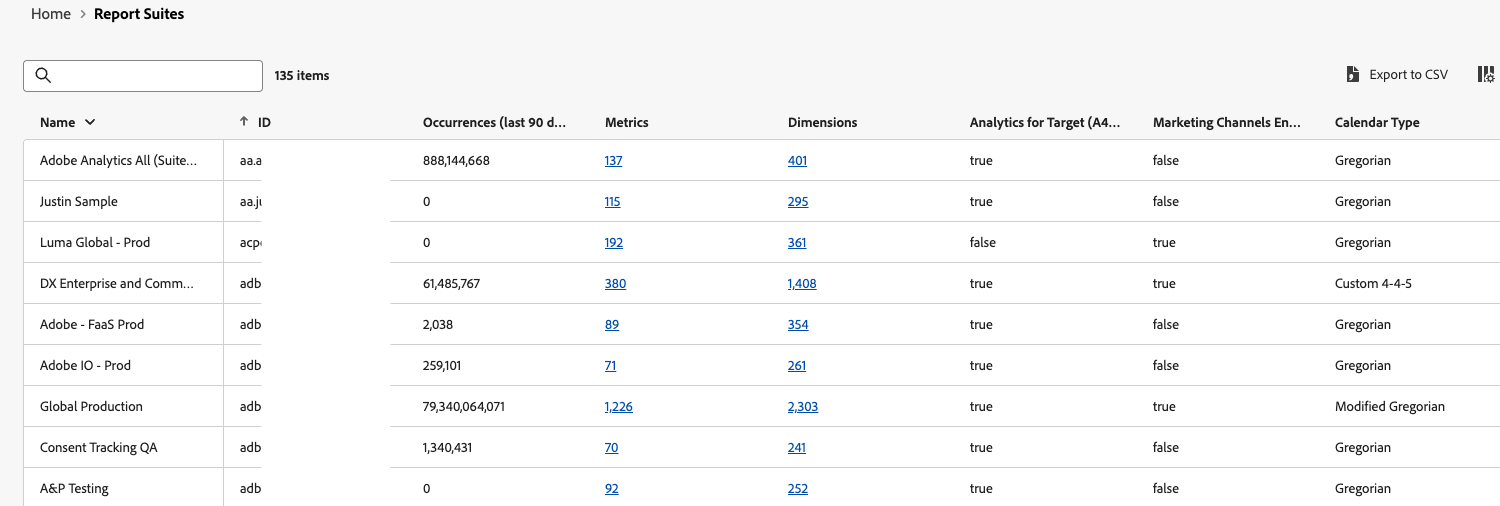 Home > Report Suites
135 items Export to CSV
Name ID Occurrences (last 90 d... Metrics Dimensions Analytics for Target (A4... Marketing Channels En... Calendar Type
Adobe Analytics All (Suite... aa.a 888,144,668 137 401 true false Gregorian
Justin Sample aa.ju 0 115 295 true false Gregorian
Luma Global - Prod acp 0 192 361 false true Gregorian
DX Enterprise and Comm... adb 61,485,767 380 1,408 true true Custom 4-4-5
Adobe - FaaS Prod adb 2,038 89 354 true false Gregorian
Adobe IO - Prod adb 259,101 71 261 true false Gregorian
Global Production adb 79,340,064,071 1,226 2,303 true true Modified Gregorian
Consent Tracking QA adb 1,340,431 70 241 true false Gregorian
A&P Testing adb 0 92 252 true false Gregorian